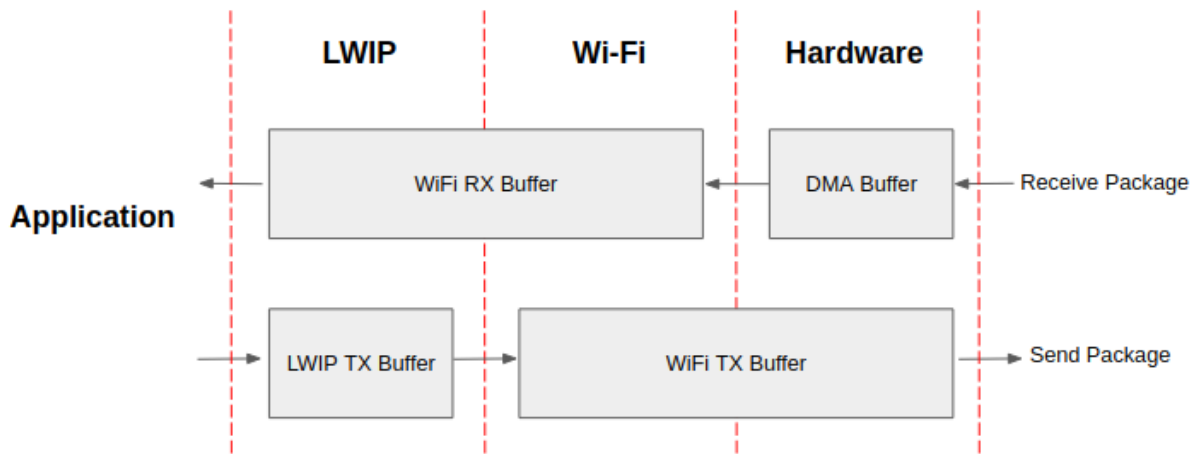 LWIP
Wi-Fi
Hardware
WiFi RX Buffer
DMA Buffer
Receive Package
Application
LWIP TX Buffer
WiFi TX Buffer
Send Package